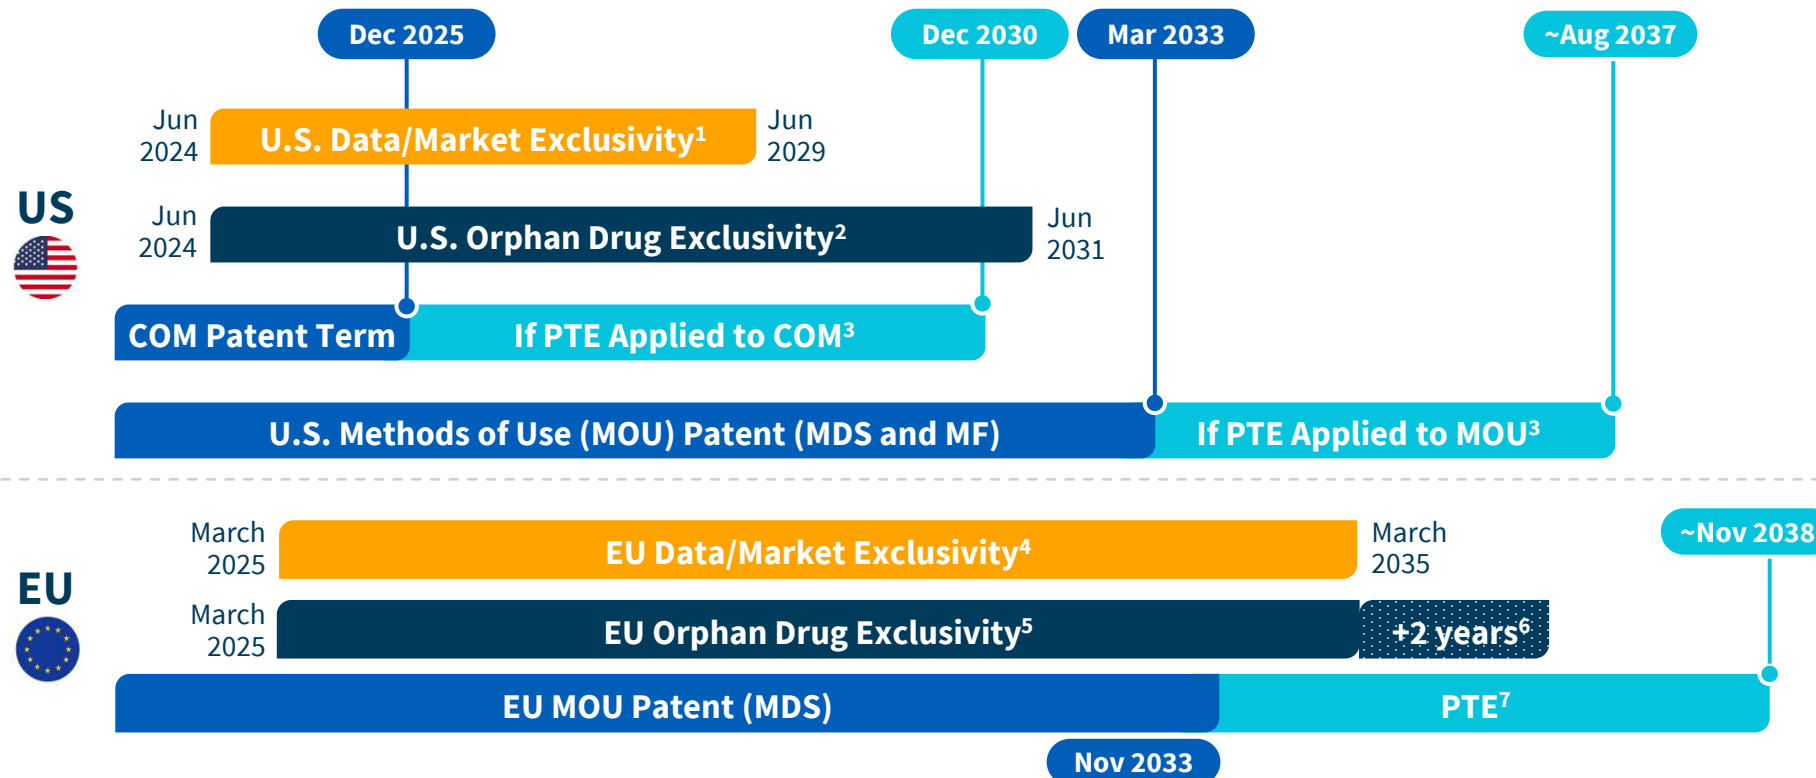 Dec 2025
Dec 2030
Mar 2033
~Aug 2037
Jun
2024
U.S. Data/Market Exclusivity¹
Jun
2029
US
Jun
2024
U.S. Orphan Drug Exclusivity²
Jun
2031
COM Patent Term
If PTE Applied to COM³
U.S. Methods of Use (MOU) Patent (MDS and MF)
If PTE Applied to MOU³
March
2025
EU Data/Market Exclusivity⁴
March
2035
~Nov 2038
EU
March
2025
EU Orphan Drug Exclusivity⁵
+2 years⁶
EU MOU Patent (MDS)
PTE⁷
Nov 2033